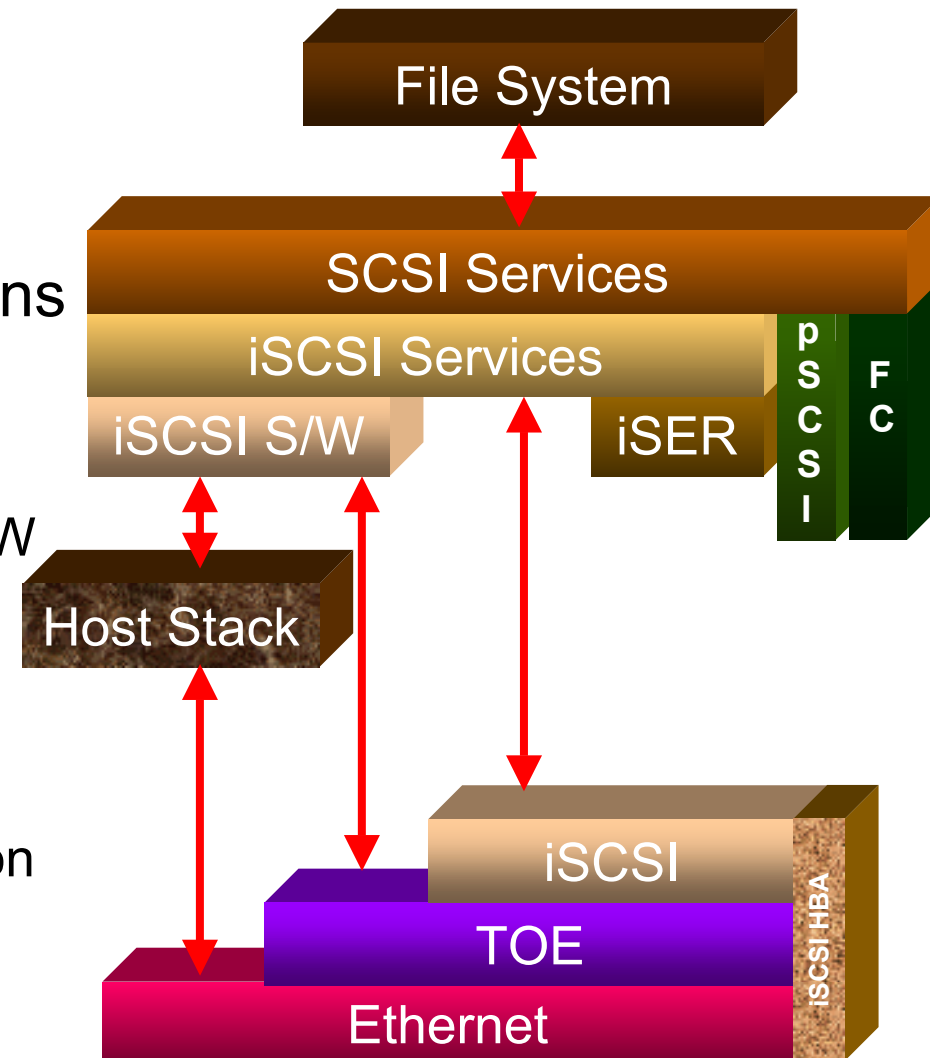 File System
SCSI Services
ns
iSCSI Services
pSCSI
FC
iSCSI S/W
iSER
W
Host Stack
iSCSI
on
iSCSI HBA
TOE
Ethernet